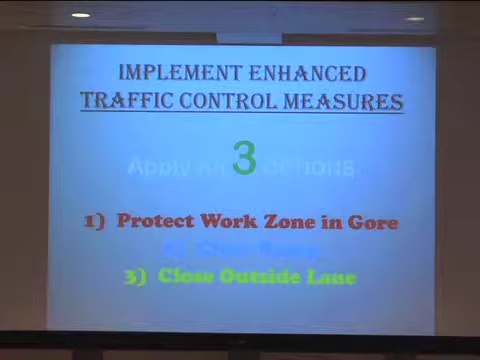 IMPLEMENT ENHANCED
TRAFFIC CONTROL MEASURES
3
Apply All OPTIONS
1) Protect Work Zone in Gore
2) Close Ramp
3) Close Outside Lane